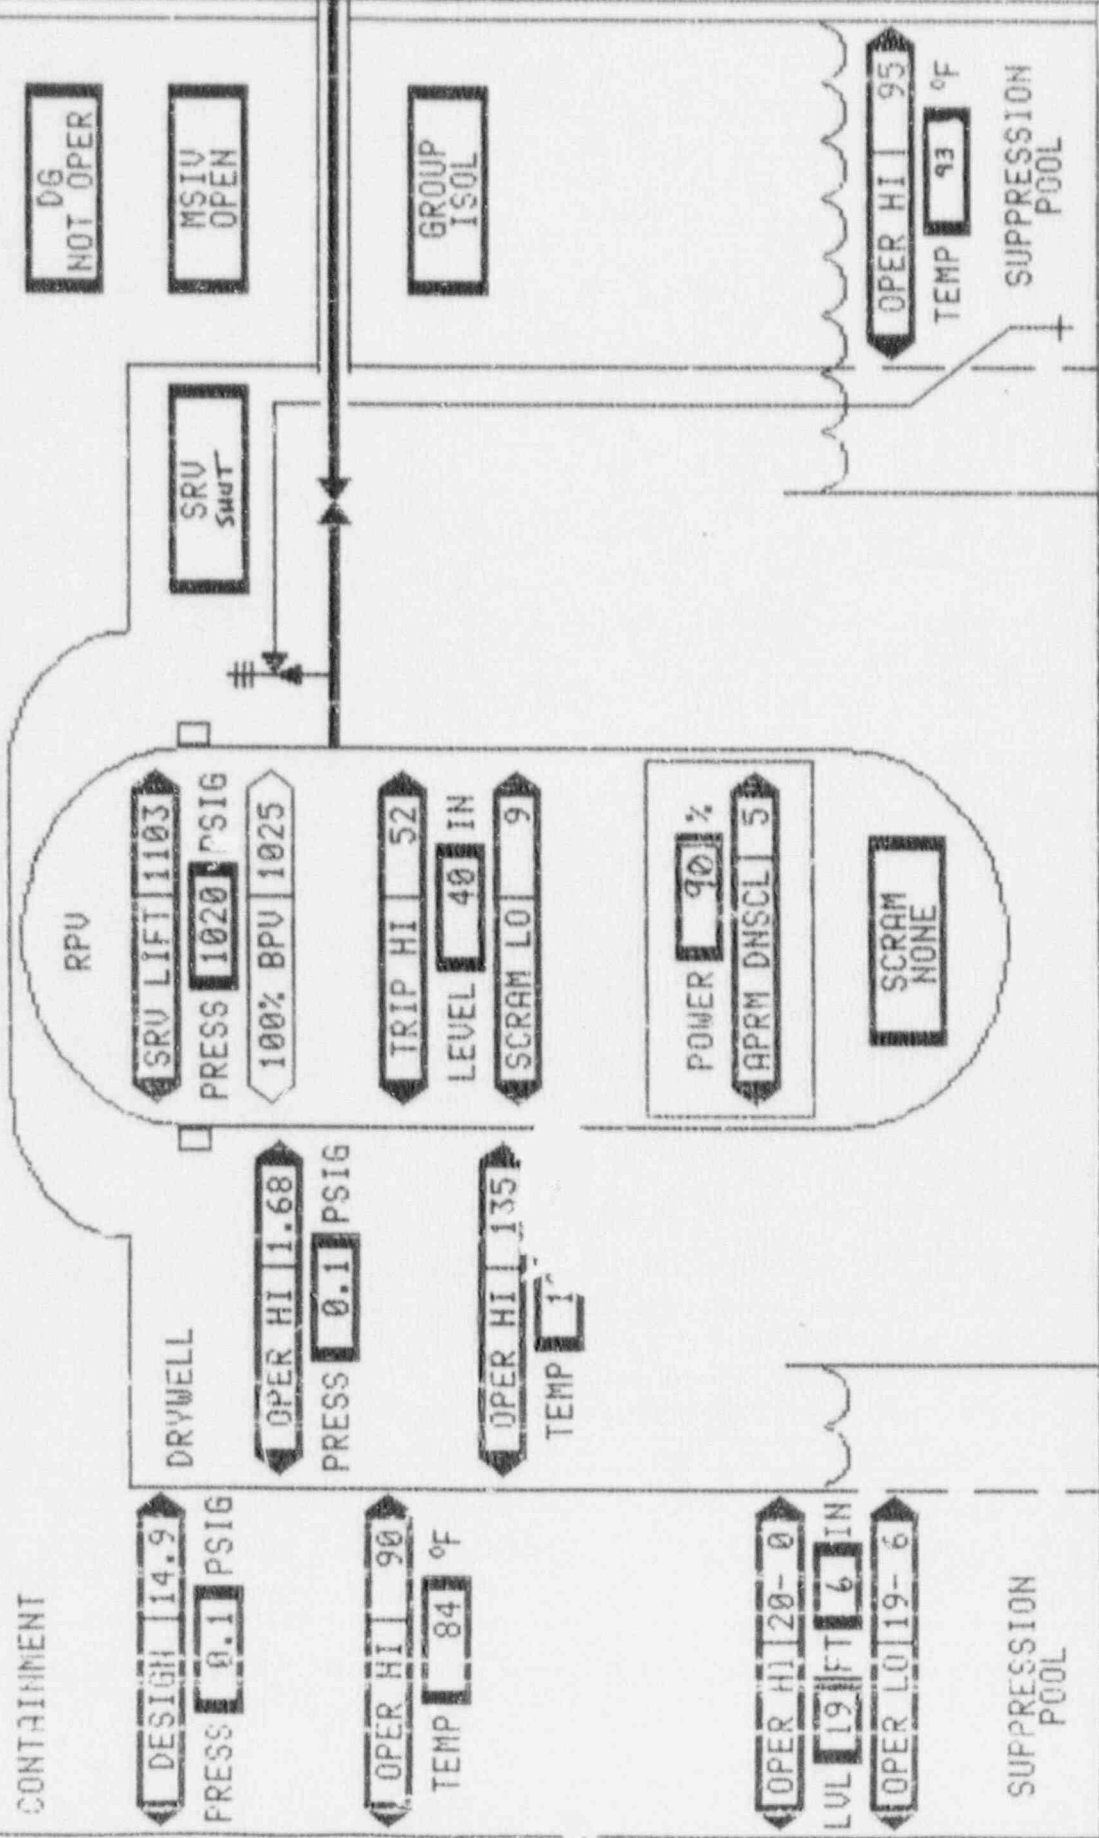 CONTAINMENT
DESIGN 14.9
PRESS 0.1 PSIG
OPER HI 90
TEMP 84 °F
OPER HI 20- 0
LVL 19 FT 6 IN
OPER LO 19- 6
SUPPRESSION
POOL
DRYWELL
OPER HI 1.68
PRESS 0.1 PSIG
OPER HI 135
TEMP
RPV
SRV LIFT 1103
PRESS 1020 PSIG
100% BPV 1025
TRIP HI 52
LEVEL 40 IN
SCRAM LO 9
POWER 90 %
APRM DNSCL 5
SCRAM
NONE
SRV
SHUT
DG
NOT OPER
MSIV
OPEN
GROUP
ISOL
OPER HI 95
TEMP 93 °F
SUPPRESSION
POOL